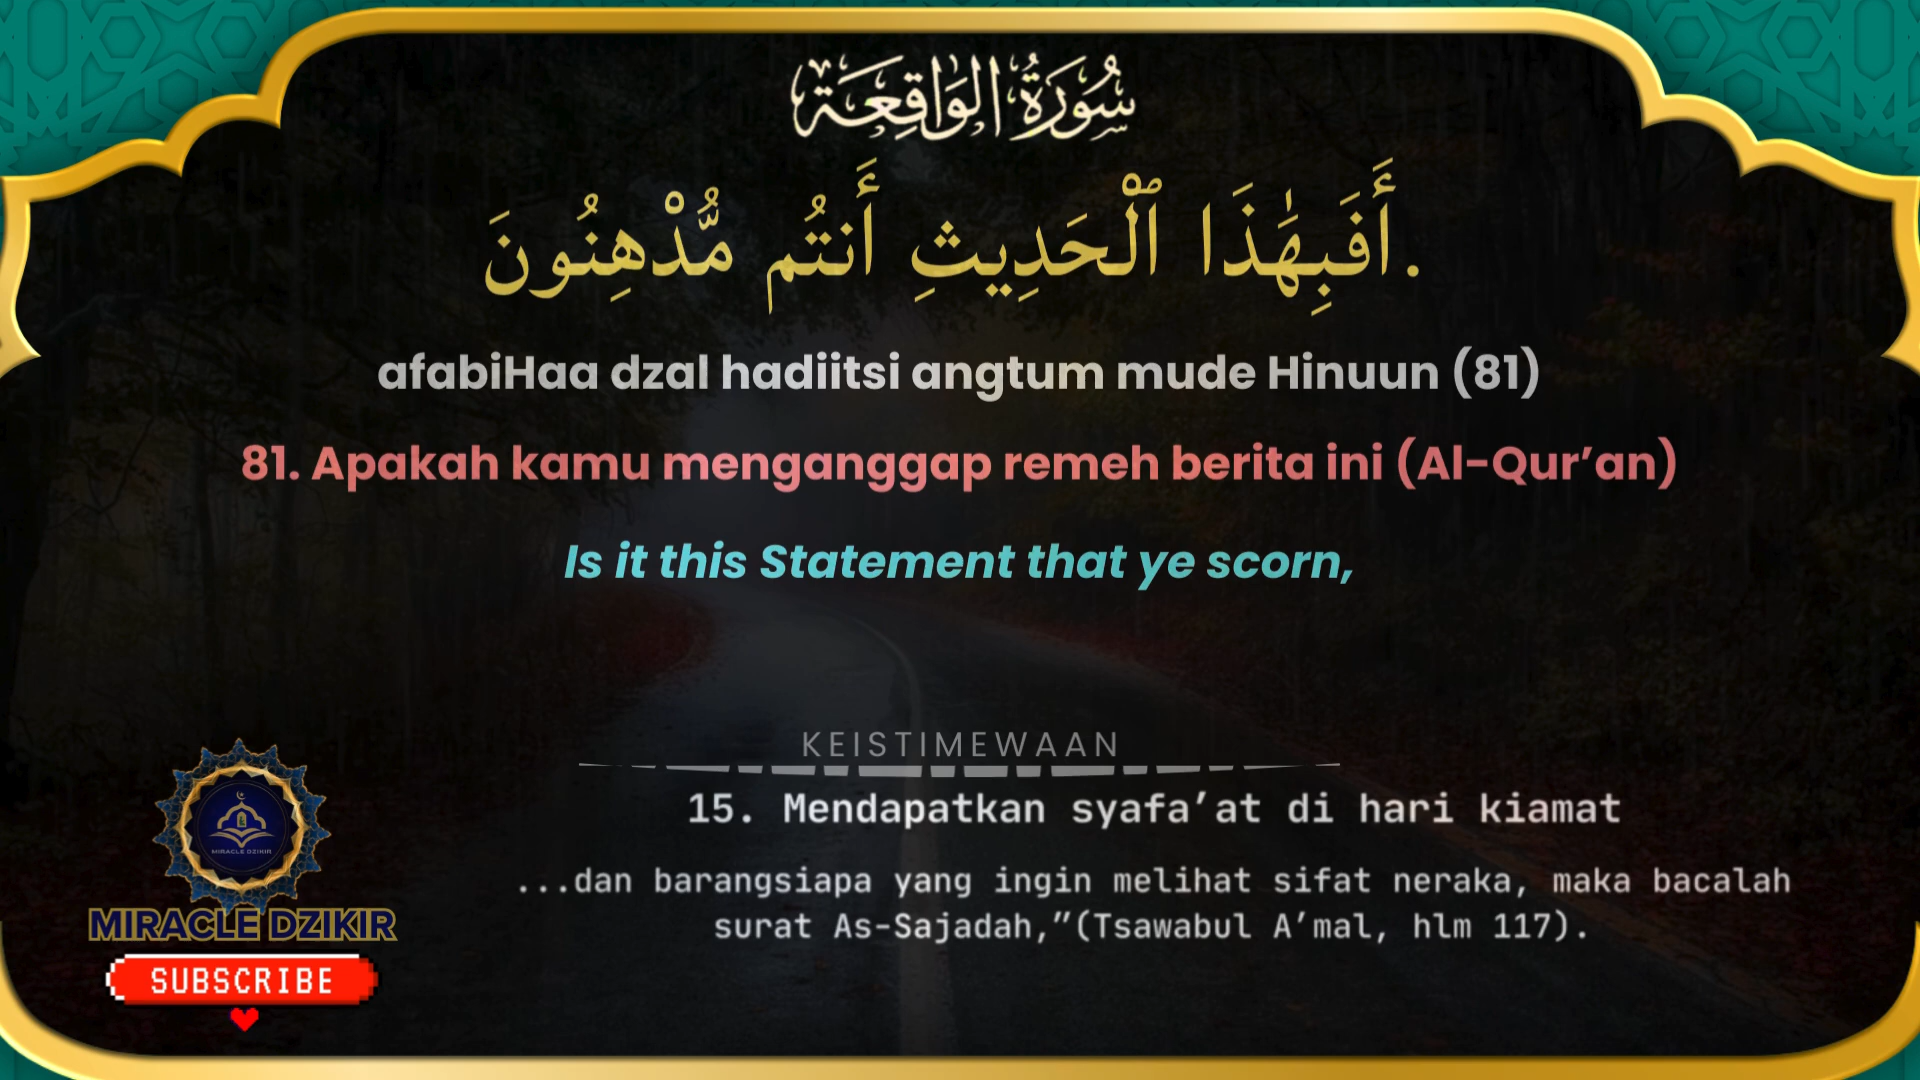 سُورَةُ الوَاقِعَة
أَفَبِهَٰذَا ٱلْحَدِيثِ أَنتُم مُّدْهِنُونَ.
afabiHaa dzal hadiitsi angtum mude Hinuun (81)
81. Apakah kamu menganggap remeh berita ini (Al-Qur’an)
Is it this Statement that ye scorn,
KEISTIMEWAAN
15. Mendapatkan syafa’at di hari kiamat
...dan barangsiapa yang ingin melihat sifat neraka, maka bacalah
surat As-Sajadah,”(Tsawabul A’mal, hlm 117).
MIRACLE DZIKIR
MIRACLE DZIKIR
SUBSCRIBE